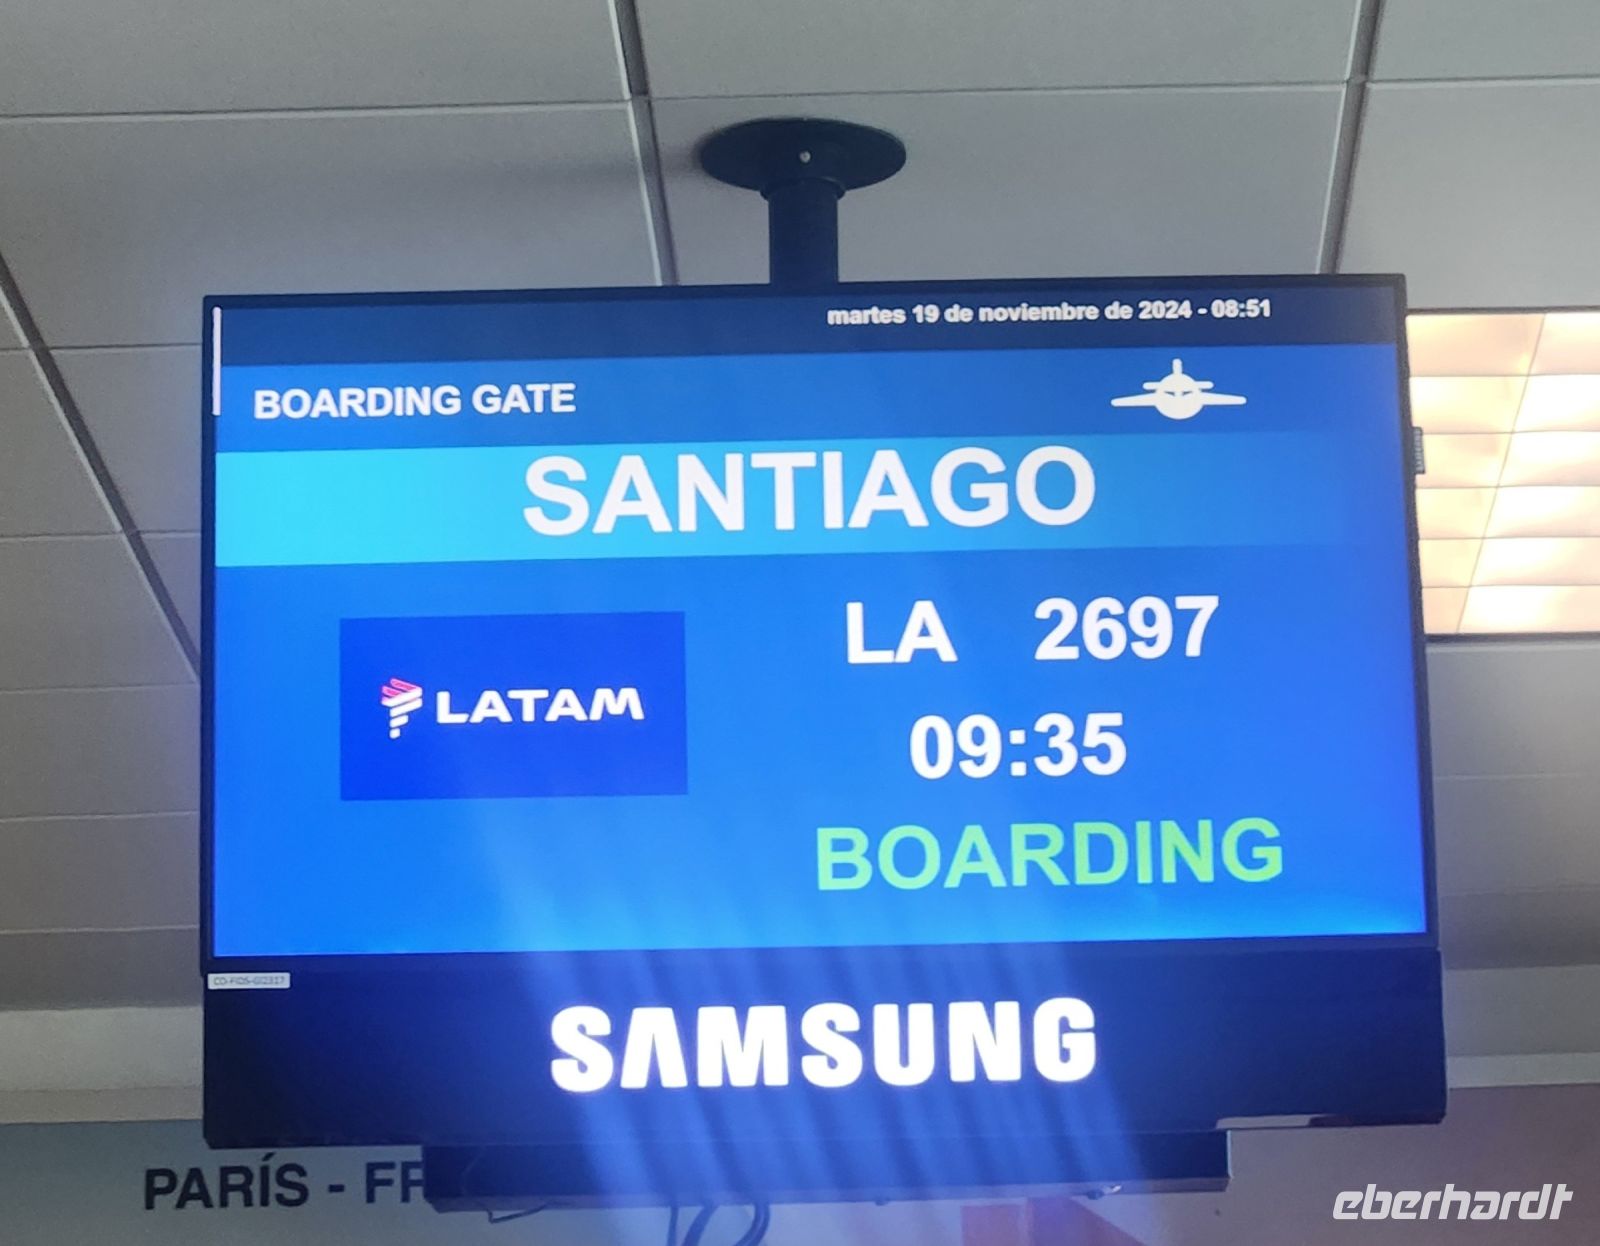 martes 19 de noviembre de 2024 - 08:51
BOARDING GATE
SANTIAGO
LA 2697
LATAM
09:35
BOARDING
SAMSUNG
PARÍS - FR
eberhardt